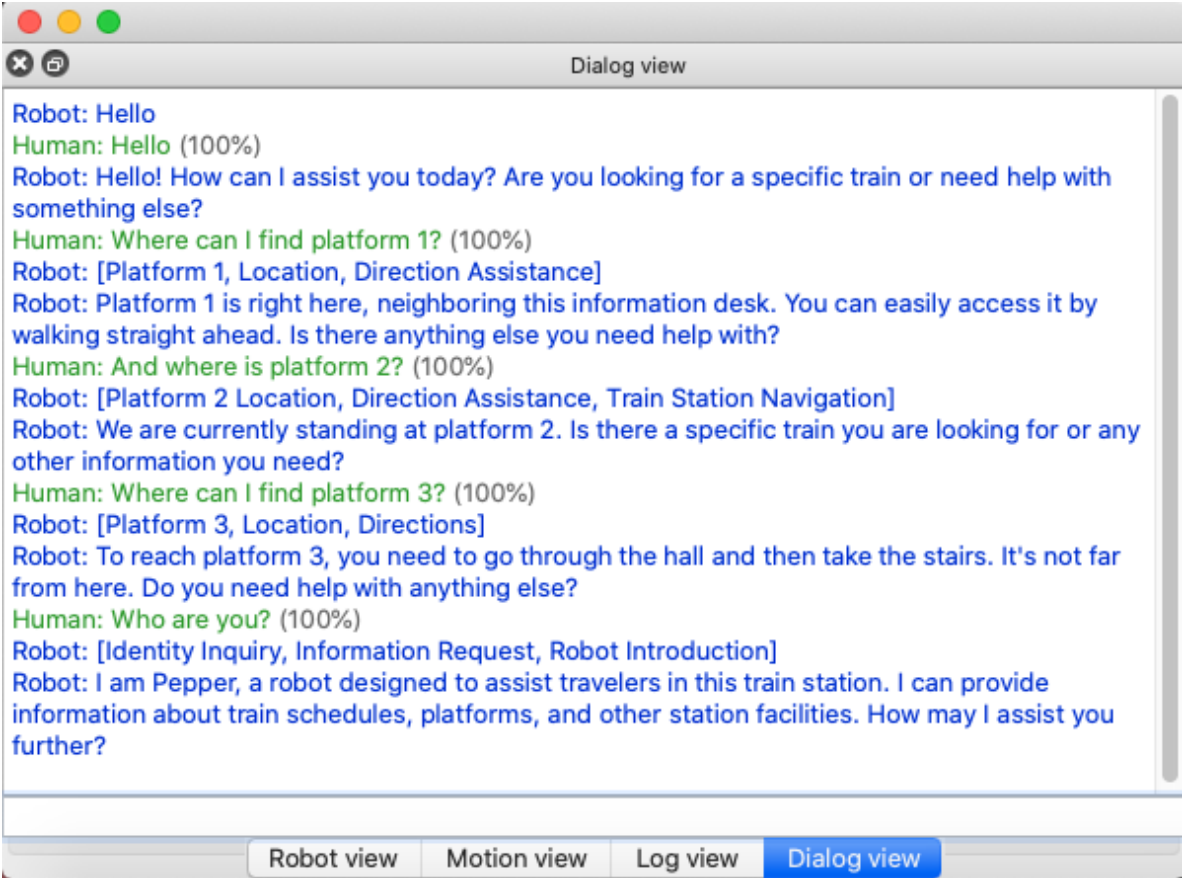 Dialog view
Robot: Hello
Human: Hello (100%)
Robot: Hello! How can I assist you today? Are you looking for a specific train or need help with
something else?
Human: Where can I find platform 1? (100%)
Robot: [Platform 1, Location, Direction Assistance]
Robot: Platform 1 is right here, neighboring this information desk. You can easily access it by
walking straight ahead. Is there anything else you need help with?
Human: And where is platform 2? (100%)
Robot: [Platform 2 Location, Direction Assistance, Train Station Navigation]
Robot: We are currently standing at platform 2. Is there a specific train you are looking for or any
other information you need?
Human: Where can I find platform 3? (100%)
Robot: [Platform 3, Location, Directions]
Robot: To reach platform 3, you need to go through the hall and then take the stairs. It's not far
from here. Do you need help with anything else?
Human: Who are you? (100%)
Robot: [Identity Inquiry, Information Request, Robot Introduction]
Robot: I am Pepper, a robot designed to assist travelers in this train station. I can provide
information about train schedules, platforms, and other station facilities. How may I assist you
further?
Robot view Motion view Log view Dialog view